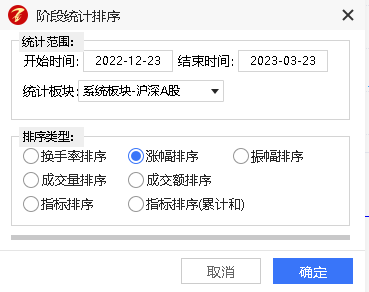 阶段统计排序
统计范围:
开始时间: 2022-12-23 结束时间: 2023-03-23
统计板块: 系统板块-沪深A股
排序类型:
换手率排序 涨幅排序 振幅排序
成交量排序 成交额排序
指标排序 指标排序(累计和)
取消 确定